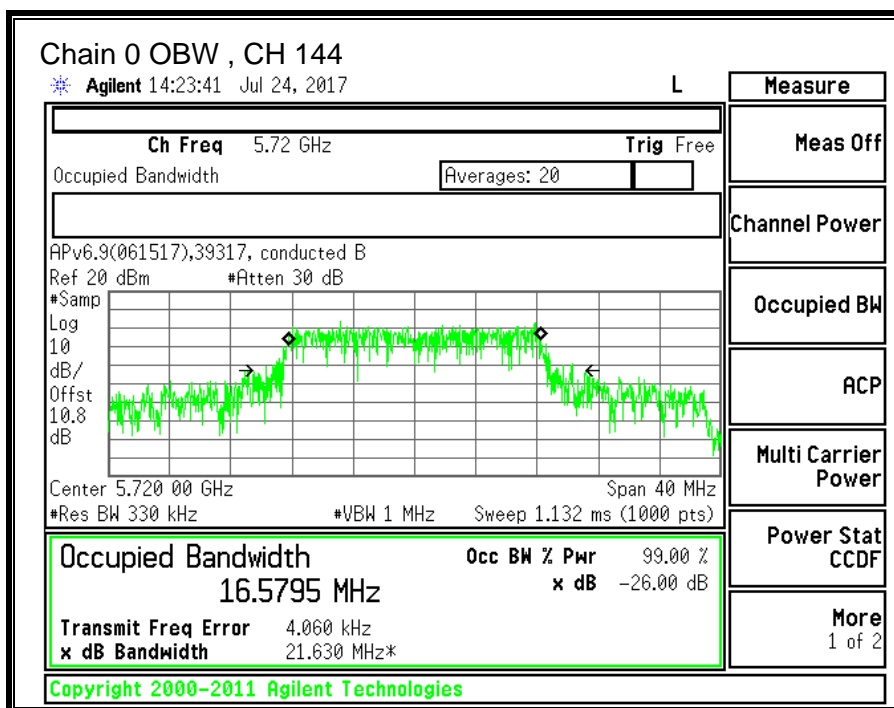 Chain 0 OBW , CH 144
Agilent 14:23:41 Jul 24, 2017 L
Measure
Ch Freq 5.72 GHz Trig Free
Meas Off
Occupied Bandwidth Averages: 20
Channel Power
APv6.9(061517),39317, conducted B
Ref 20 dBm #Atten 30 dB
#Samp
Log
10
dB/
Offst
10.8
dB
Occupied BW
ACP
Center 5.720 00 GHz Span 40 MHz
#Res BW 330 kHz #VBW 1 MHz Sweep 1.132 ms (1000 pts)
Multi Carrier
Power
Occupied Bandwidth Occ BW % Pwr 99.00 %
16.5795 MHz x dB -26.00 dB
Power Stat
CCDF
Transmit Freq Error 4.060 kHz
x dB Bandwidth 21.630 MHz*
More
1 of 2
Copyright 2000-2011 Agilent Technologies